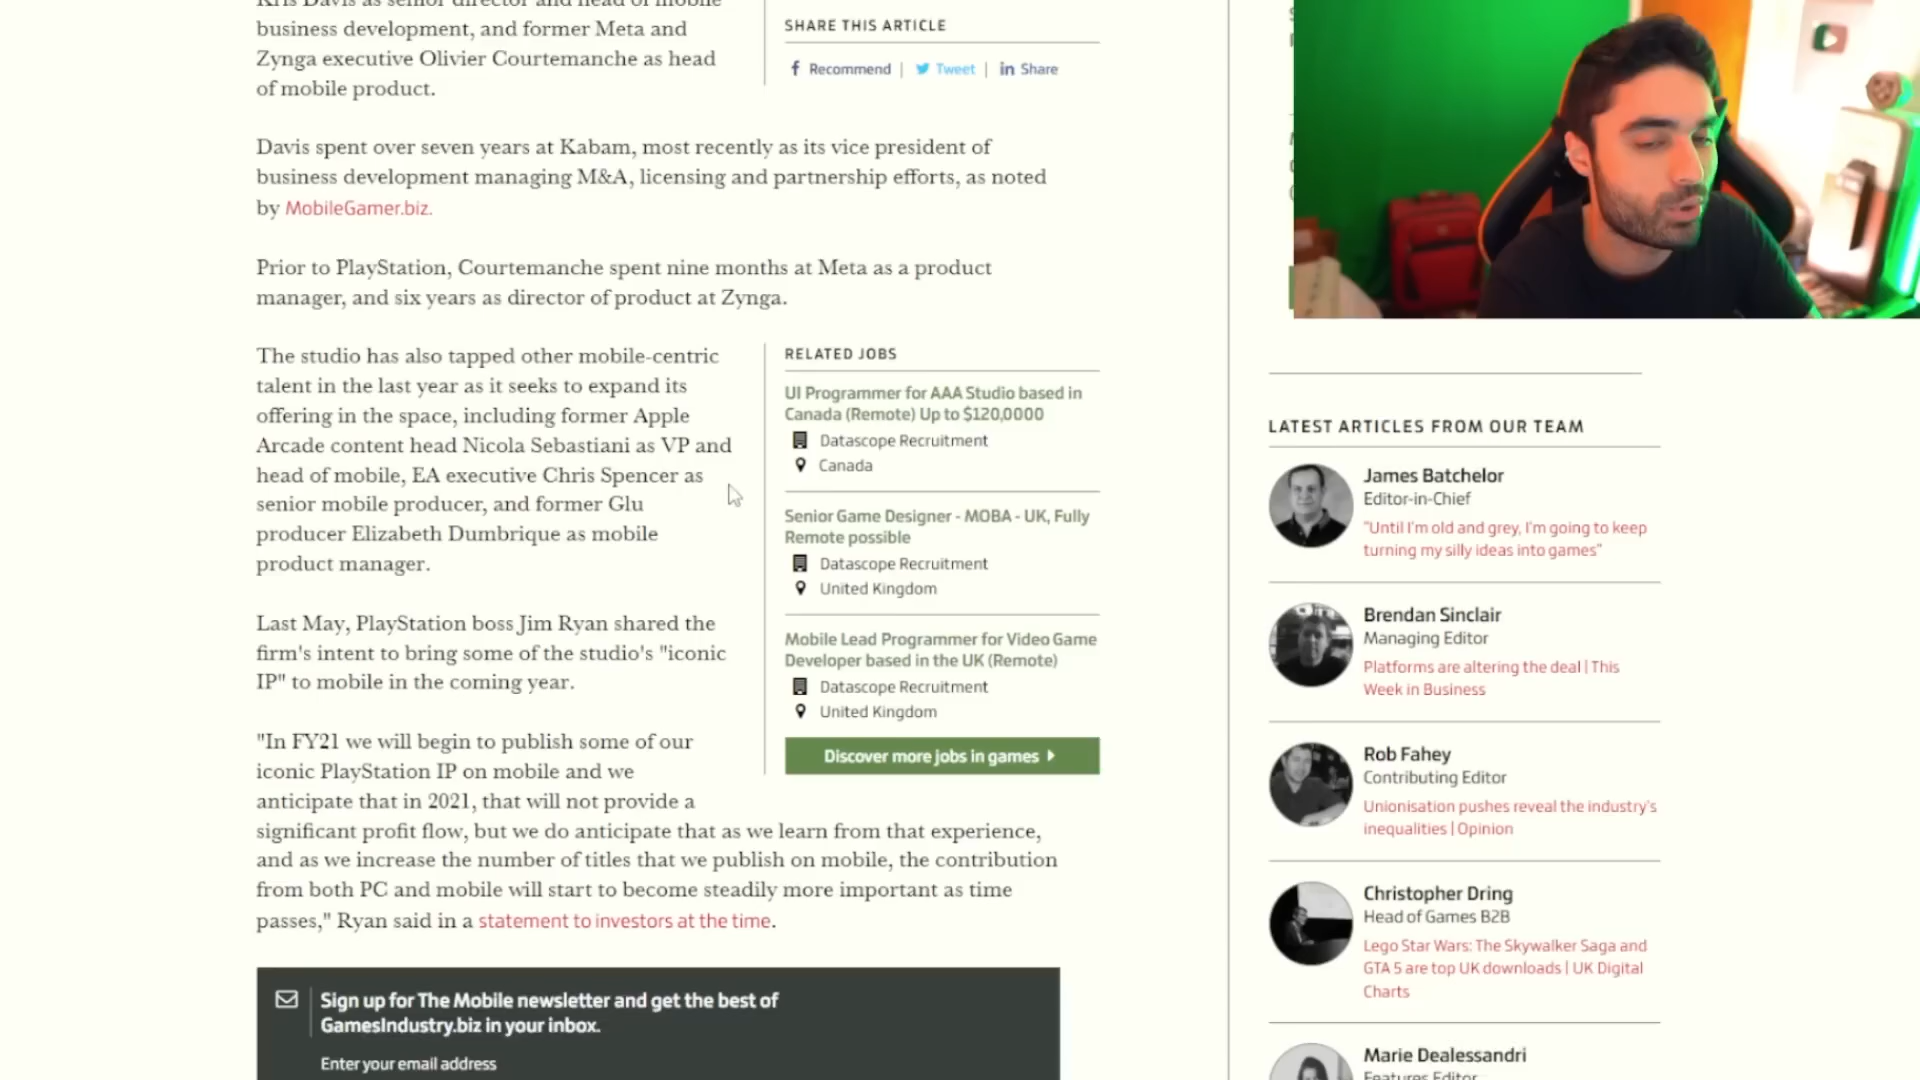 Kris Davis as senior director and head of mobile
business development, and former Meta and
Zynga executive Olivier Courtemanche as head
of mobile product.
SHARE THIS ARTICLE
Recommend | Tweet | Share
Davis spent over seven years at Kabam, most recently as its vice president of
business development managing M&A, licensing and partnership efforts, as noted
by MobileGamer.biz.
Prior to PlayStation, Courtemanche spent nine months at Meta as a product
manager, and six years as director of product at Zynga.
The studio has also tapped other mobile-centric
talent in the last year as it seeks to expand its
offering in the space, including former Apple
Arcade content head Nicola Sebastiani as VP and
head of mobile, EA executive Chris Spencer as
senior mobile producer, and former Glu
producer Elizabeth Dumbrique as mobile
product manager.
Last May, PlayStation boss Jim Ryan shared the
firm's intent to bring some of the studio's "iconic
IP" to mobile in the coming year.
"In FY21 we will begin to publish some of our
iconic PlayStation IP on mobile and we
anticipate that in 2021, that will not provide a
significant profit flow, but we do anticipate that as we learn from that experience,
and as we increase the number of titles that we publish on mobile, the contribution
from both PC and mobile will start to become steadily more important as time
passes," Ryan said in a statement to investors at the time.
RELATED JOBS
UI Programmer for AAA Studio based in
Canada (Remote) Up to $120,0000
Datascope Recruitment
Canada
Senior Game Designer - MOBA - UK, Fully
Remote possible
Datascope Recruitment
United Kingdom
Mobile Lead Programmer for Video Game
Developer based in the UK (Remote)
Datascope Recruitment
United Kingdom
Discover more jobs in games
Sign up for The Mobile newsletter and get the best of
GamesIndustry.biz in your inbox.
Enter your email address
LATEST ARTICLES FROM OUR TEAM
James Batchelor
Editor-in-Chief
"Until I'm old and grey, I'm going to keep
turning my silly ideas into games"
Brendan Sinclair
Managing Editor
Platforms are altering the deal | This
Week in Business
Rob Fahey
Contributing Editor
Unionisation pushes reveal the industry's
inequalities | Opinion
Christopher Dring
Head of Games B2B
Lego Star Wars: The Skywalker Saga and
GTA 5 are top UK downloads | UK Digital
Charts
Marie Dealessandri
Features Editor